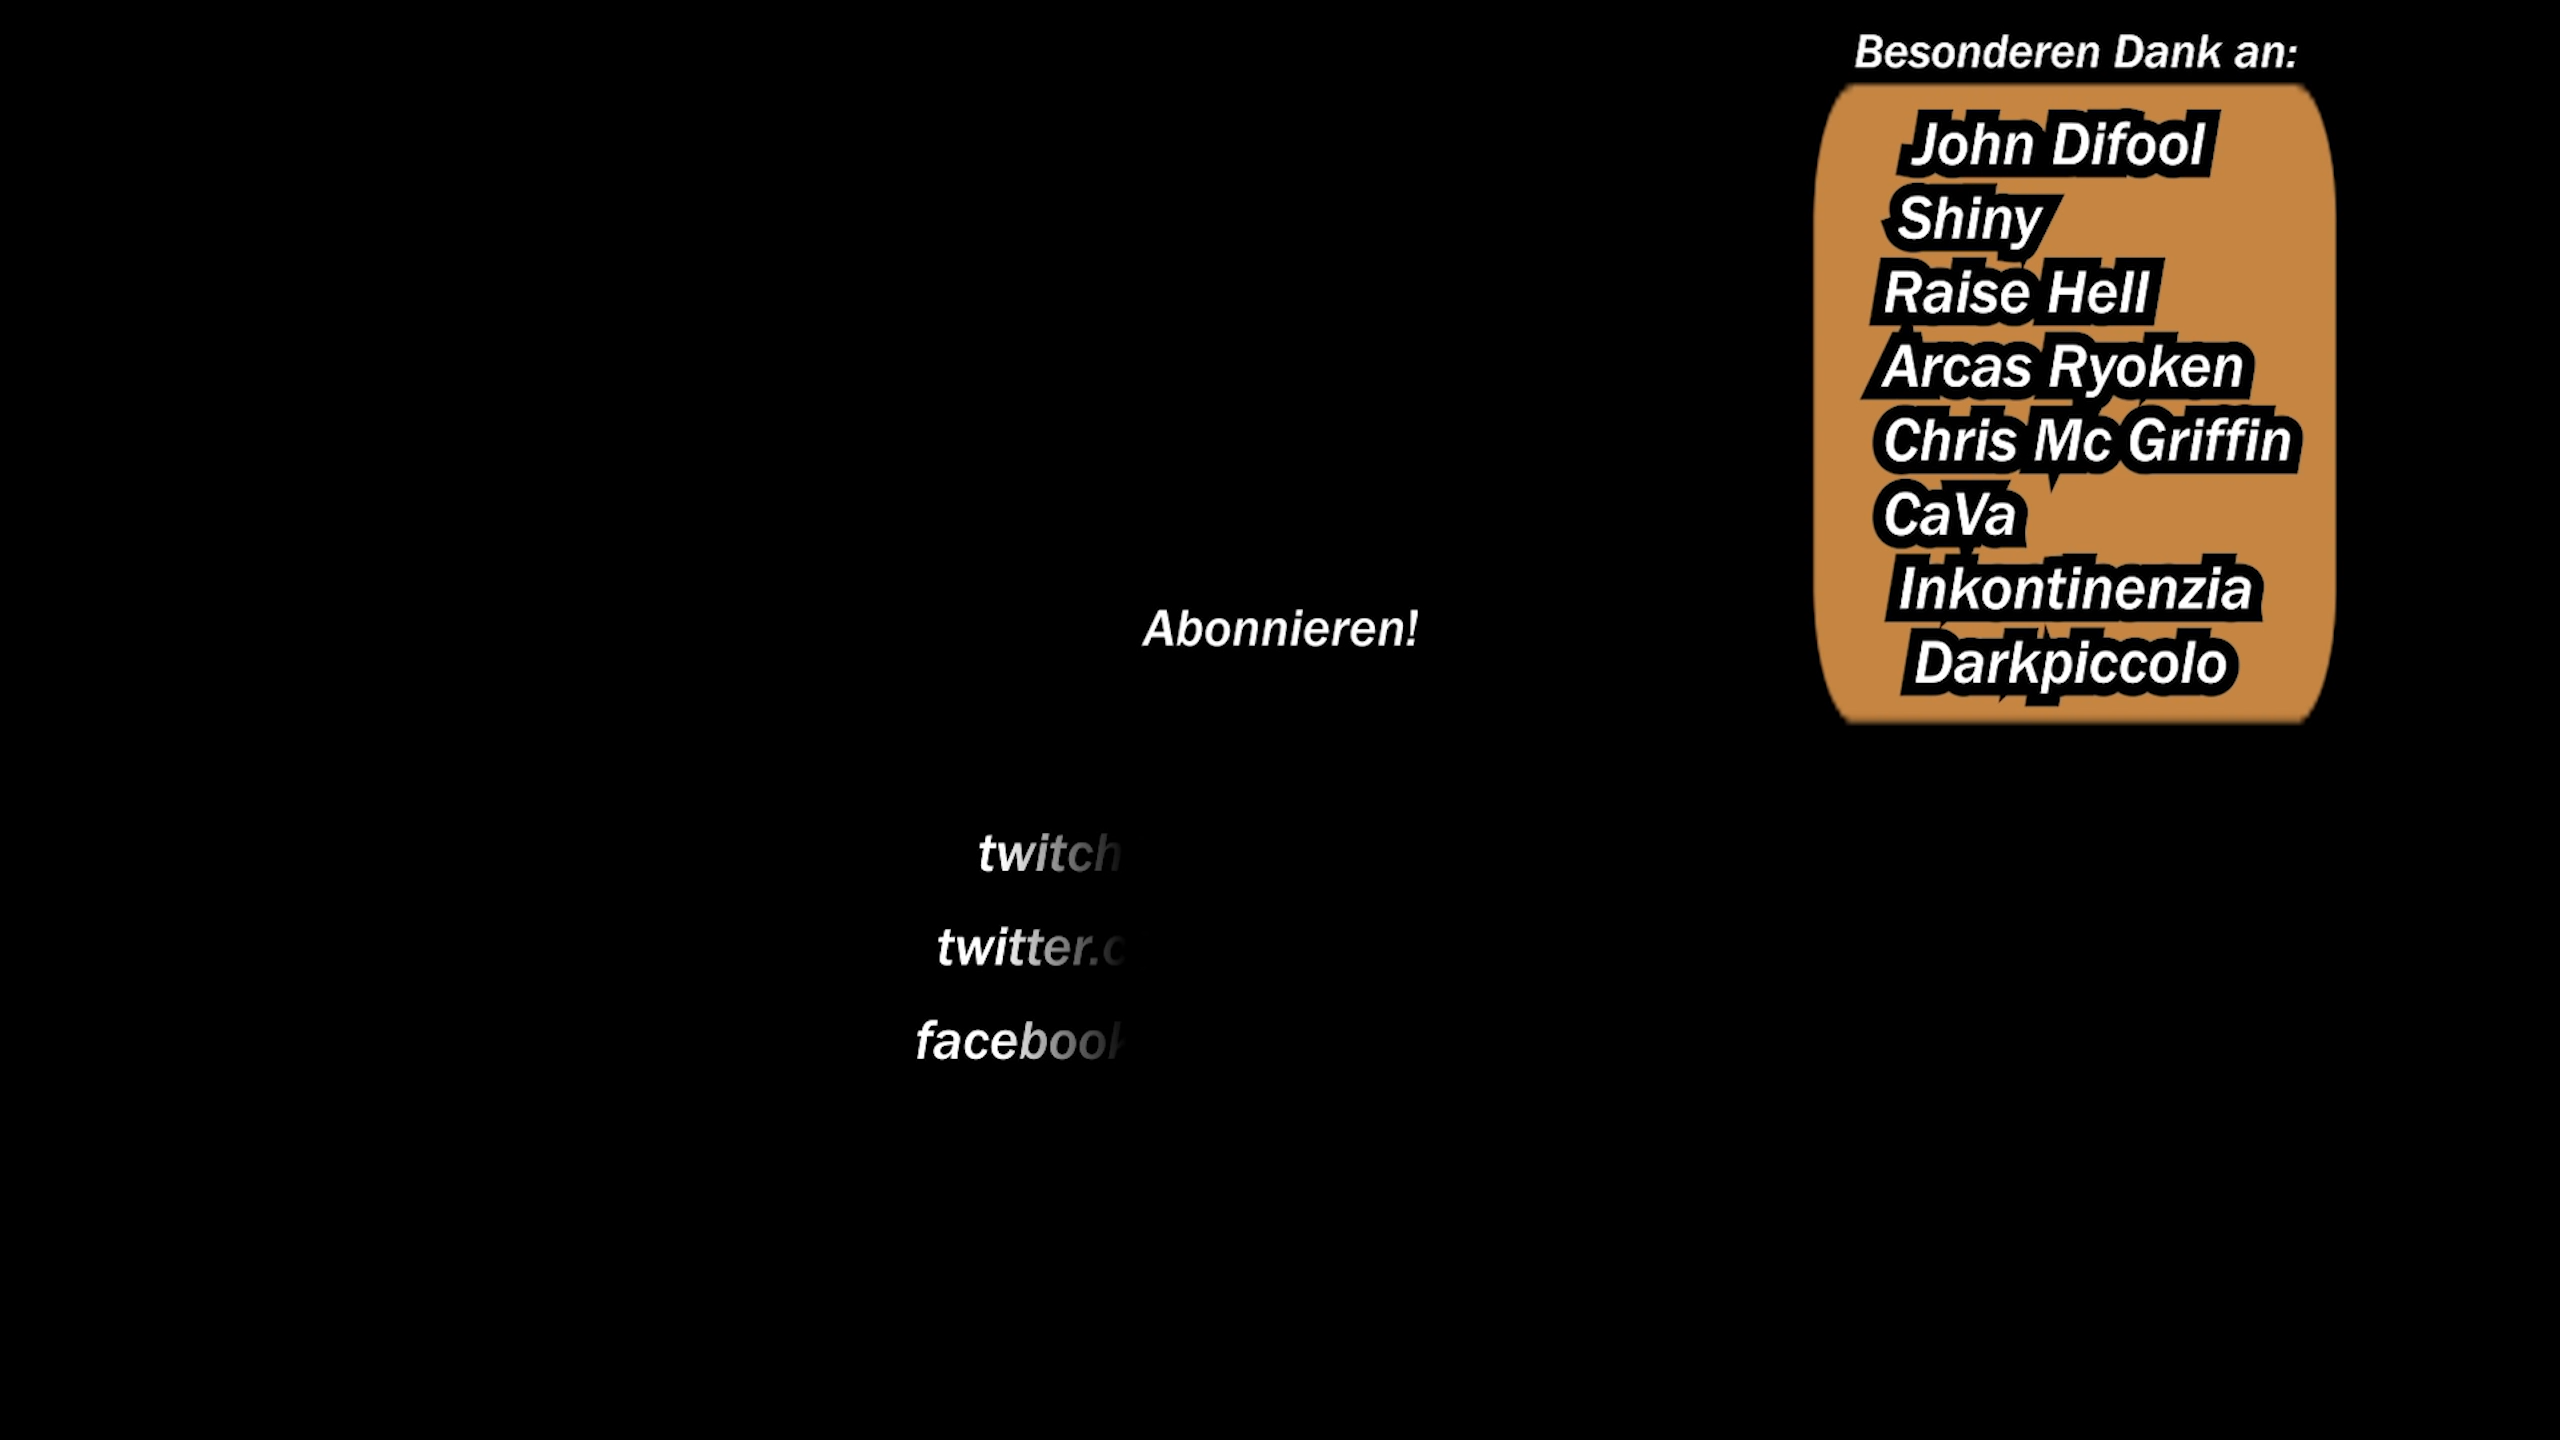 Besonderen Dank an:
John Difool
Shiny
Raise Hell
Arcas Ryoken
Chris Mc Griffin
CaVa
Inkontinenzia
Darkpiccolo
Abonnieren!
twitch
twitter.c
facebook